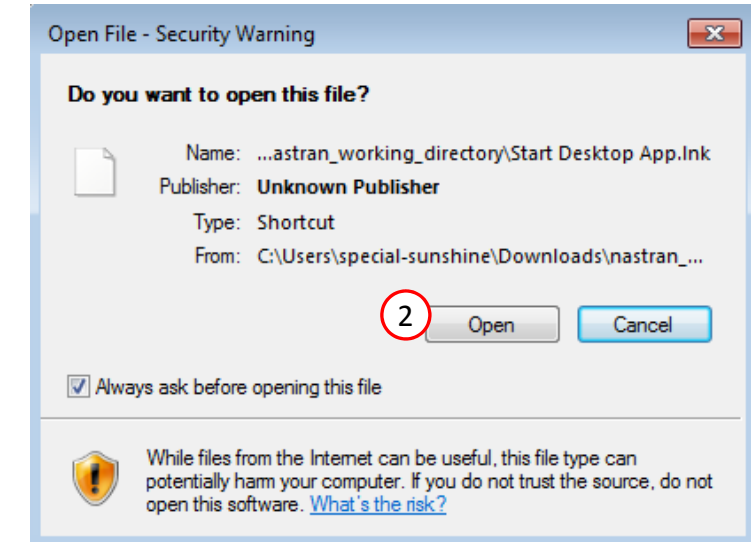 Open File - Security Warning
Do you want to open this file?
Name: ...astran_working_directory\Start Desktop App.lnk
Publisher: Unknown Publisher
Type: Shortcut
From: C:\Users\special-sunshine\Downloads\nastran_...
2 Open Cancel
Always ask before opening this file
While files from the Internet can be useful, this file type can
potentially harm your computer. If you do not trust the source, do not
open this software. What's the risk?